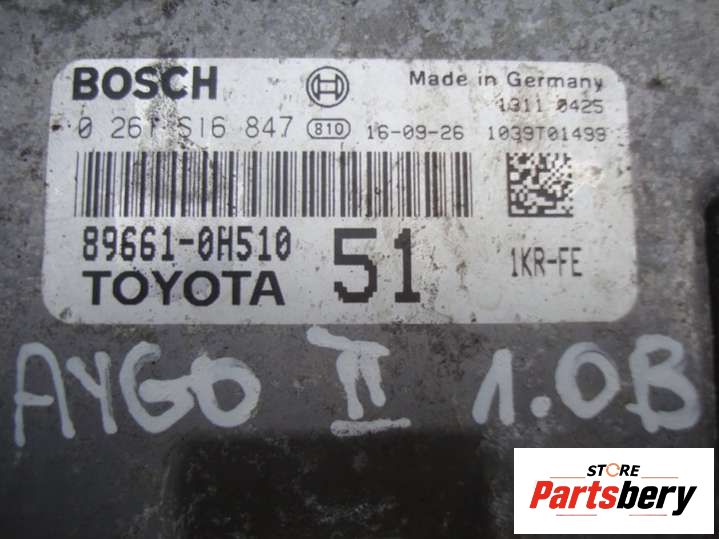 BOSCH
Made in Germany
1311 0425
0 261 S16 847 810 16-09-26 1039T01499
89661-0H510
TOYOTA
51
1KR-FE
AYGO II 1.0B
STORE
Partsbery